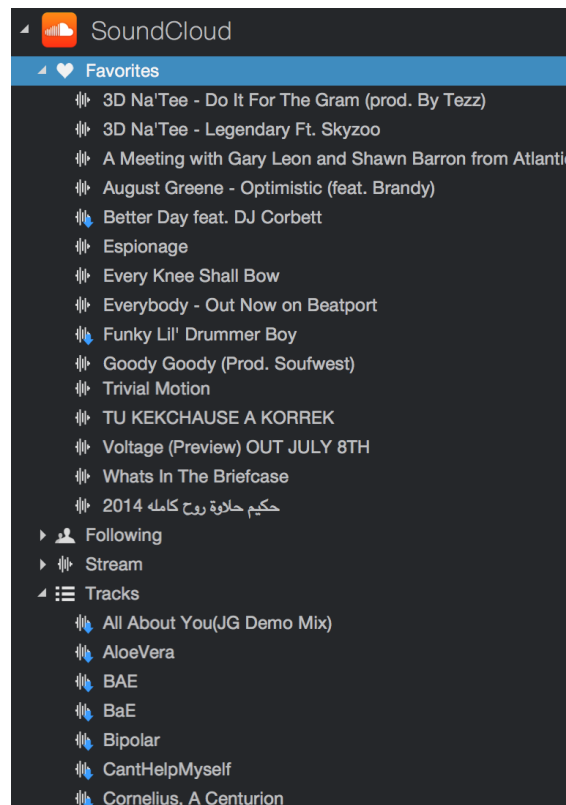 SoundCloud
Favorites
3D Na'Tee - Do It For The Gram (prod. By Tezz)
3D Na'Tee - Legendary Ft. Skyzoo
A Meeting with Gary Leon and Shawn Barron from Atlanti
August Greene - Optimistic (feat. Brandy)
Better Day feat. DJ Corbett
Espionage
Every Knee Shall Bow
Everybody - Out Now on Beatport
Funky Lil' Drummer Boy
Goody Goody (Prod. Soufwest)
Trivial Motion
TU KEKCHAUSE A KORREK
Voltage (Preview) OUT JULY 8TH
Whats In The Briefcase
حكيم حلاوة روح كامله 2014
Following
Stream
Tracks
All About You(JG Demo Mix)
AloeVera
BAE
BaE
Bipolar
CantHelpMyself
Cornelius, A Centurion